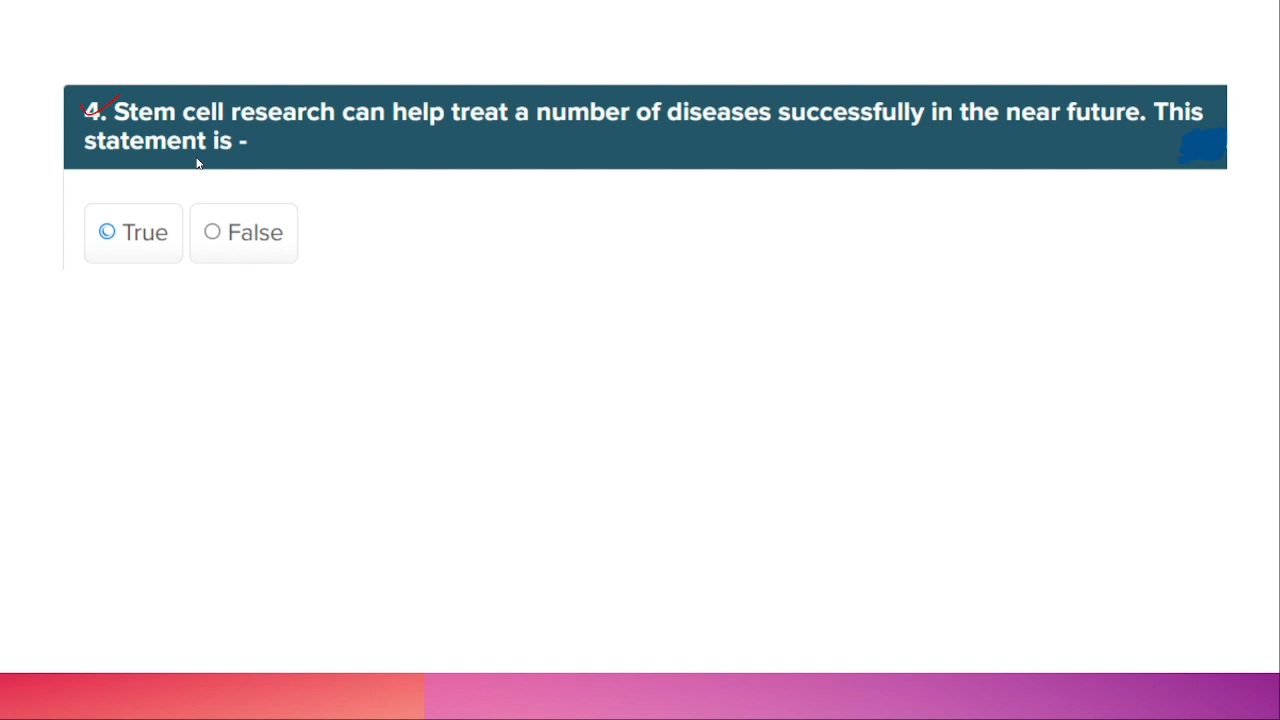 4. Stem cell research can help treat a number of diseases successfully in the near future. This
statement is -
True False